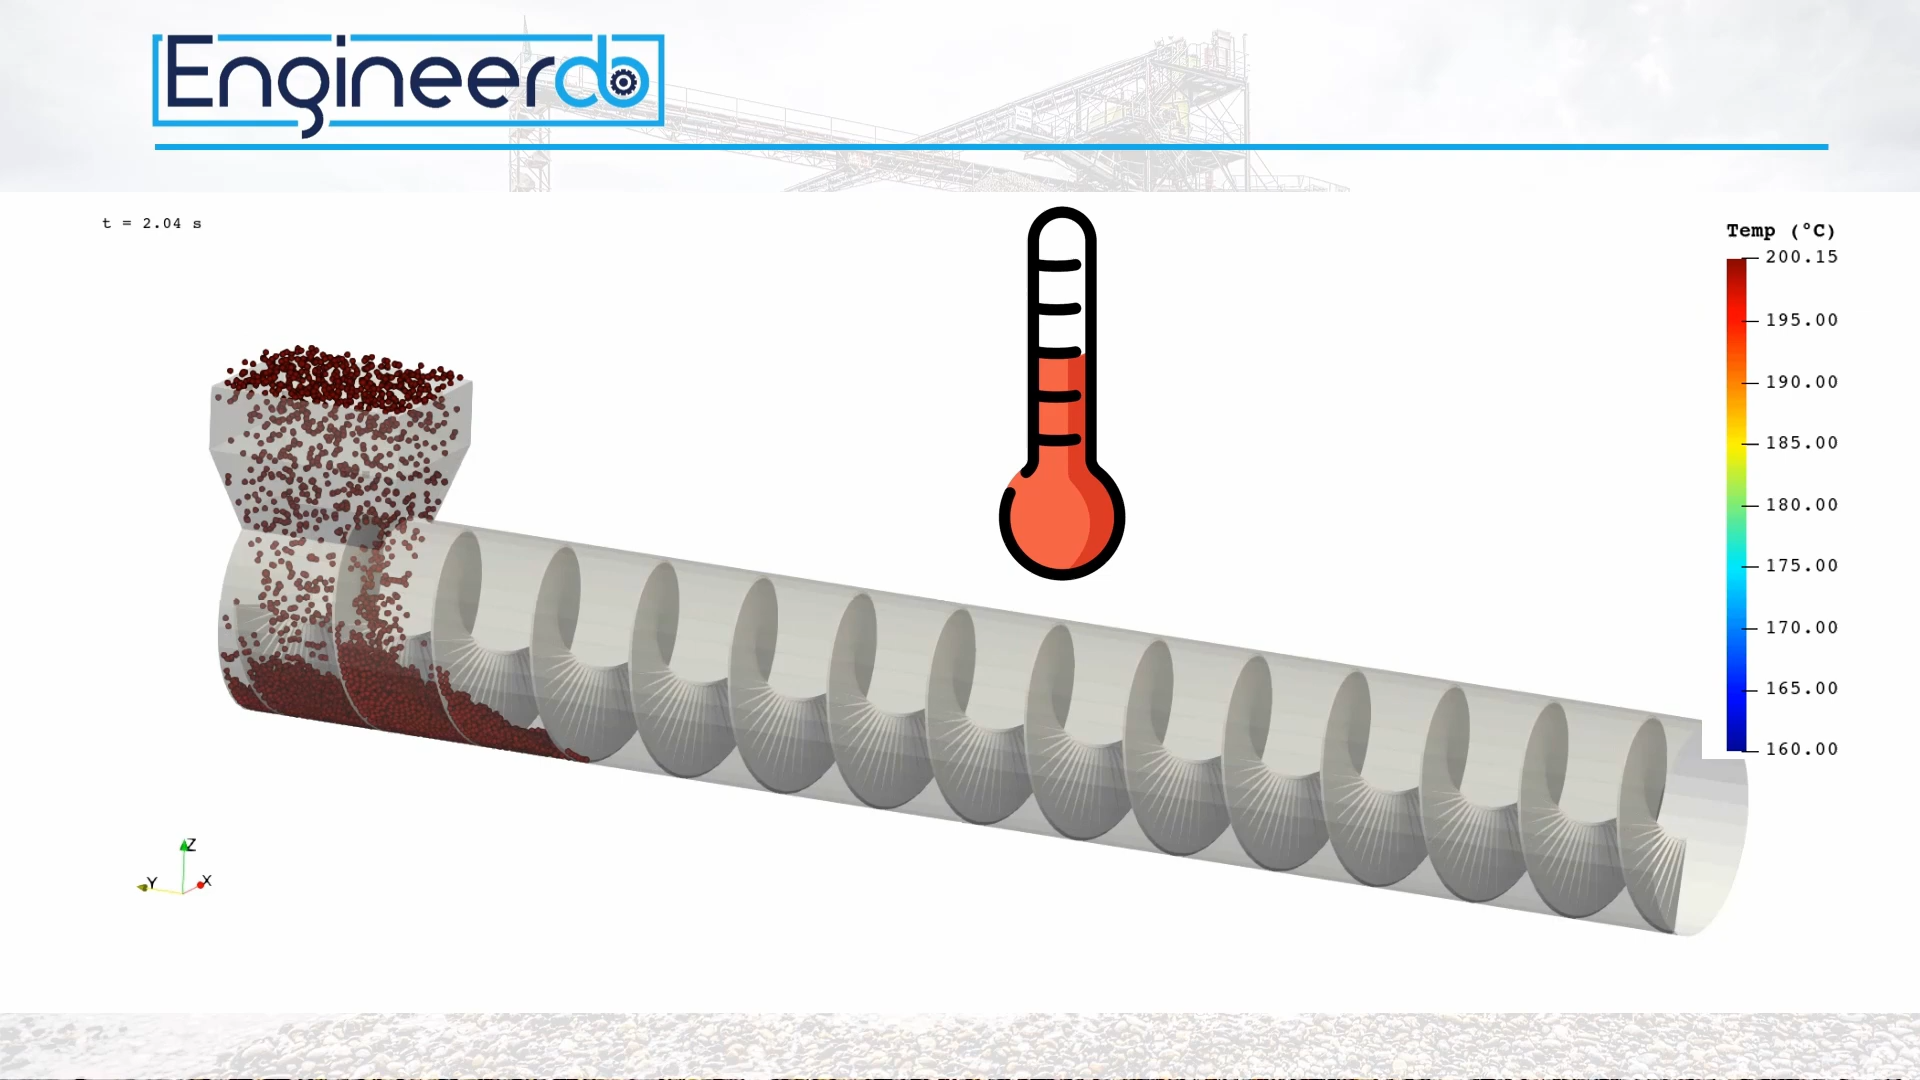 Engineerdo
t = 2.04 s
Temp (°C)
200.15
195.00
190.00
185.00
180.00
175.00
170.00
165.00
160.00
Z
Y
X